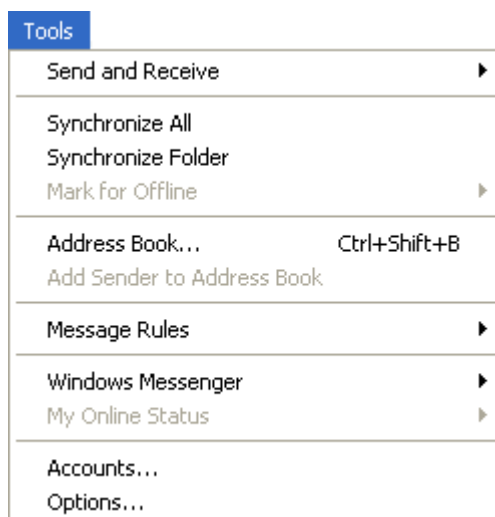 Tools
Send and Receive
Synchronize All
Synchronize Folder
Mark for Offline
Address Book... Ctrl+Shift+B
Add Sender to Address Book
Message Rules
Windows Messenger
My Online Status
Accounts...
Options...